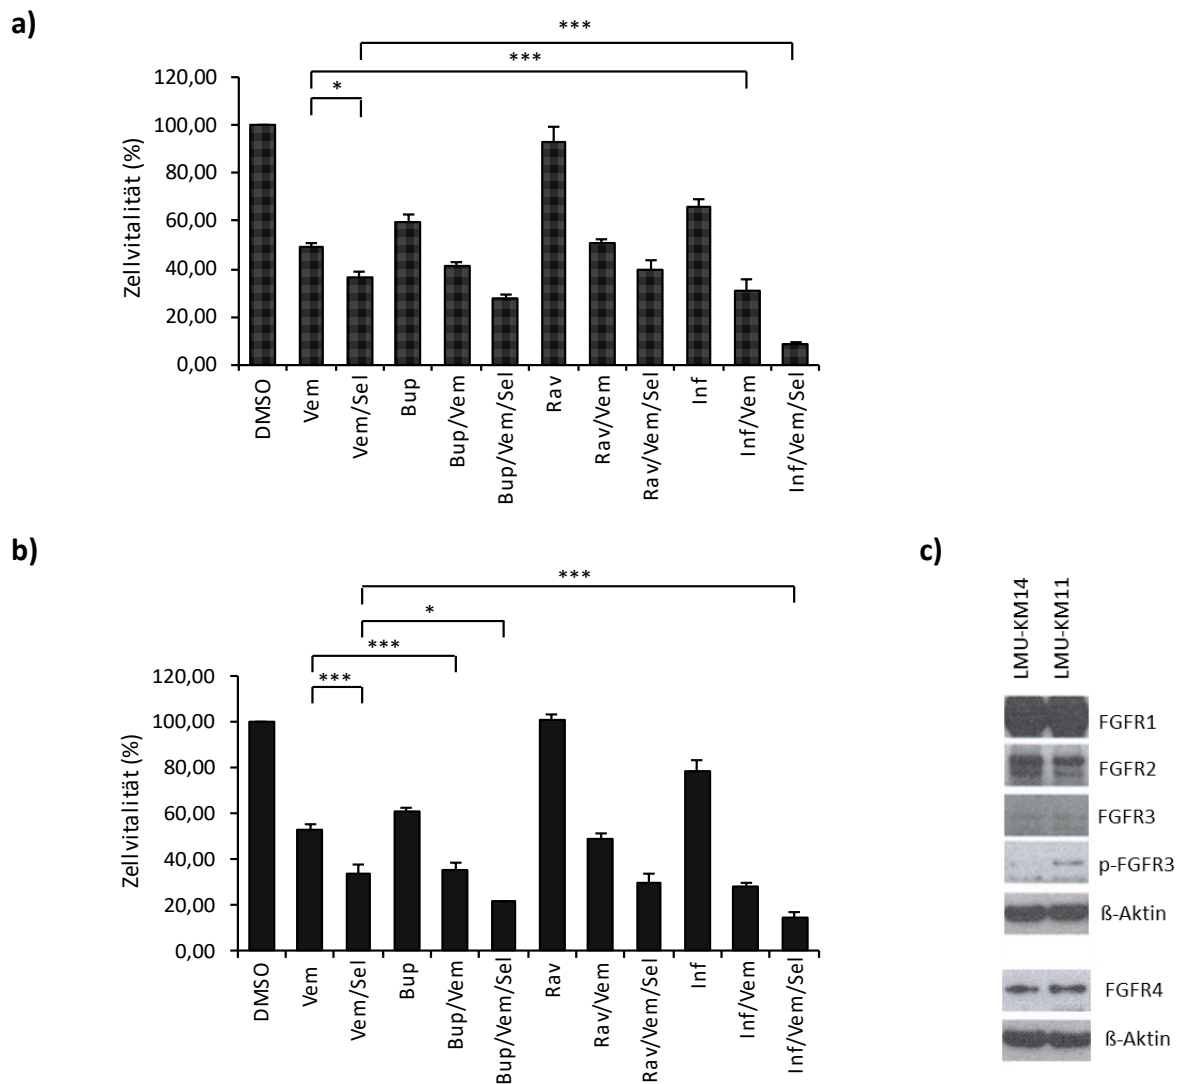 a)
***
***
*
120,00
100,00
80,00
60,00
40,00
20,00
0,00
Zellvitalität (%)
DMSO
Vem
Vem/Sel
Bup
Bup/Vem
Bup/Vem/Sel
Rav
Rav/Vem
Rav/Vem/Sel
Inf
Inf/Vem
Inf/Vem/Sel
b)
***
*
***
***
120,00
100,00
80,00
60,00
40,00
20,00
0,00
Zellvitalität (%)
DMSO
Vem
Vem/Sel
Bup
Bup/Vem
Bup/Vem/Sel
Rav
Rav/Vem
Rav/Vem/Sel
Inf
Inf/Vem
Inf/Vem/Sel
c)
LMU-KM14
LMU-KM11
FGFR1
FGFR2
FGFR3
p-FGFR3
ß-Aktin
FGFR4
ß-Aktin